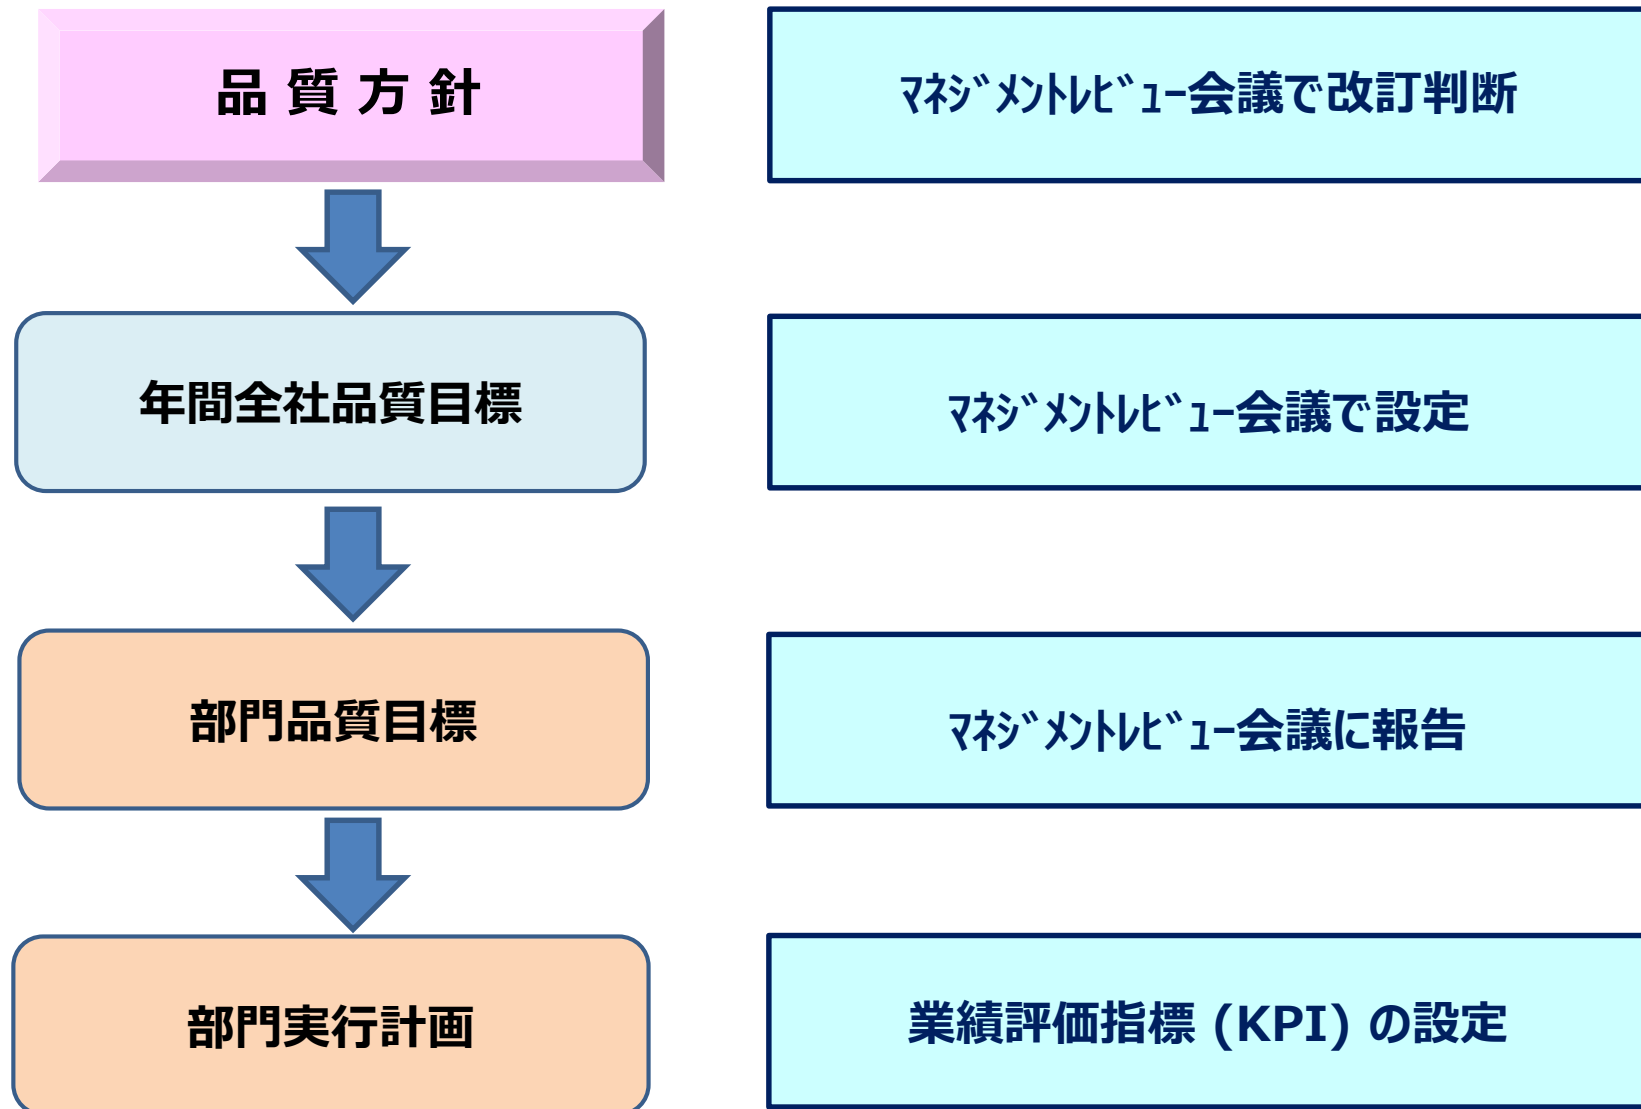 品 質 方 針
ﾏﾈｼﾞﾒﾝﾄﾚﾋﾞｭｰ会議で改訂判断
年間全社品質目標
ﾏﾈｼﾞﾒﾝﾄﾚﾋﾞｭｰ会議で設定
部門品質目標
ﾏﾈｼﾞﾒﾝﾄﾚﾋﾞｭｰ会議に報告
部門実行計画
業績評価指標 (KPI) の設定